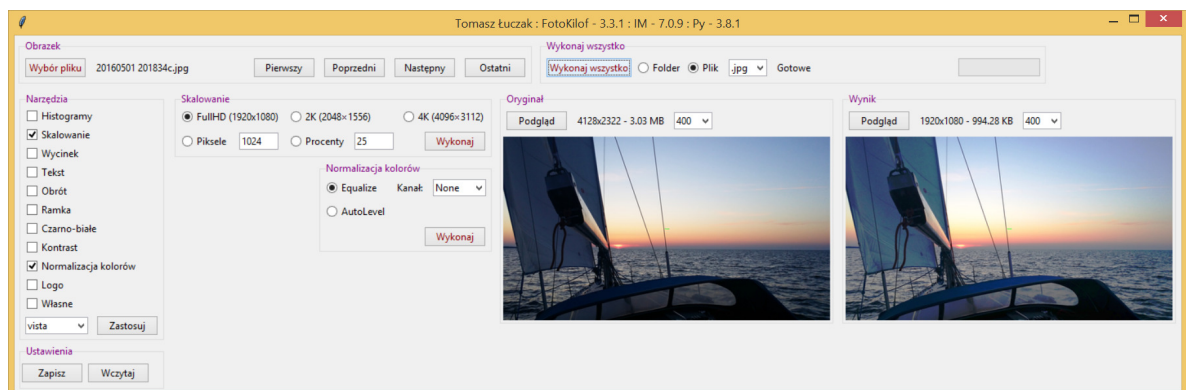 Tomasz Łuczak : FotoKilof - 3.3.1 : IM - 7.0.9 : Py - 3.8.1
Obrazek
Wybór pliku 20160501 201834c.jpg Pierwszy Poprzedni Następny Ostatni
Wykonaj wszystko
Wykonaj wszystko Folder Plik .jpg Gotowe
Narzędzia
Histogramy
Skalowanie
Wycinek
Tekst
Obrót
Ramka
Czarno-białe
Kontrast
Normalizacja kolorów
Logo
Własne
vista Zastosuj
Ustawienia
Zapisz Wczytaj
Skalowanie
FullHD (1920x1080) 2K (2048×1556) 4K (4096×3112)
Piksele 1024 Procenty 25 Wykonaj
Normalizacja kolorów
Equalize Kanał: None
AutoLevel
Wykonaj
Oryginał
Podgląd 4128x2322 - 3.03 MB 400
Wynik
Podgląd 1920x1080 - 994.28 KB 400